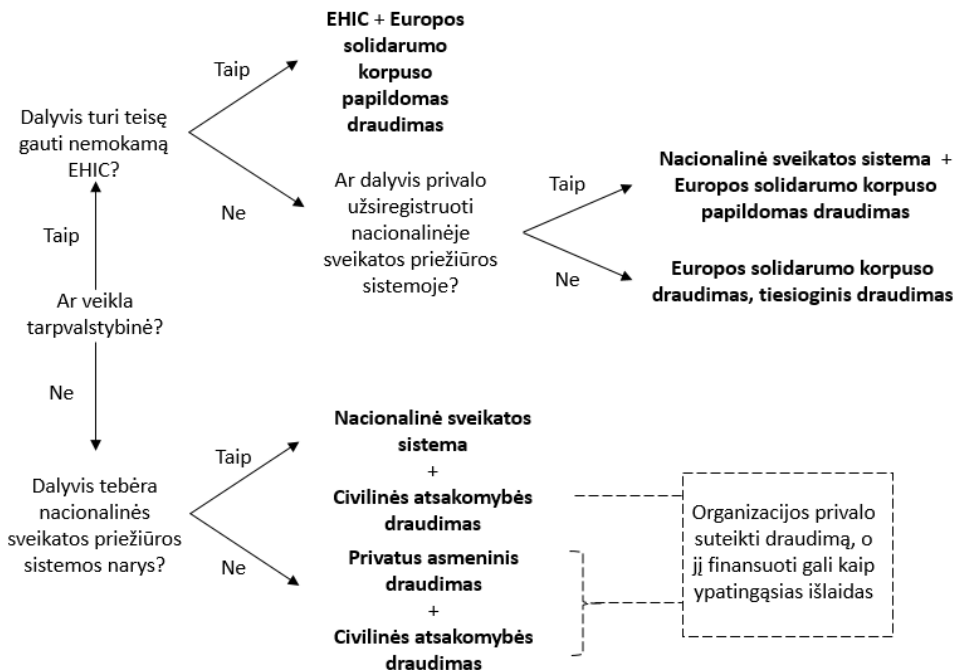 EHIC + Europos
solidarumo
korpuso
papildomas
draudimas
Taip
Dalyvis turi teisę
gauti nemokamą
EHIC?
Ne
Ar dalyvis privalo
užsiregistruoti
nacionalinėje
sveikatos priežiūros
sistemoje?
Taip
Nacionalinė sveikatos sistema +
Europos solidarumo korpuso
papildomas draudimas
Ne
Europos solidarumo korpuso
draudimas, tiesioginis draudimas
Taip
Ar veikla
tarpvalstybinė?
Ne
Dalyvis tebėra
nacionalinės
sveikatos priežiūros
sistemos narys?
Taip
Nacionalinė sveikatos
sistema
+
Civilinės atsakomybės
draudimas
Ne
Privatus asmeninis
draudimas
+
Civilinės atsakomybės
draudimas
Organizacijos privalo
suteikti draudimą, o
jį finansuoti gali kaip
ypatingąsias išlaidas